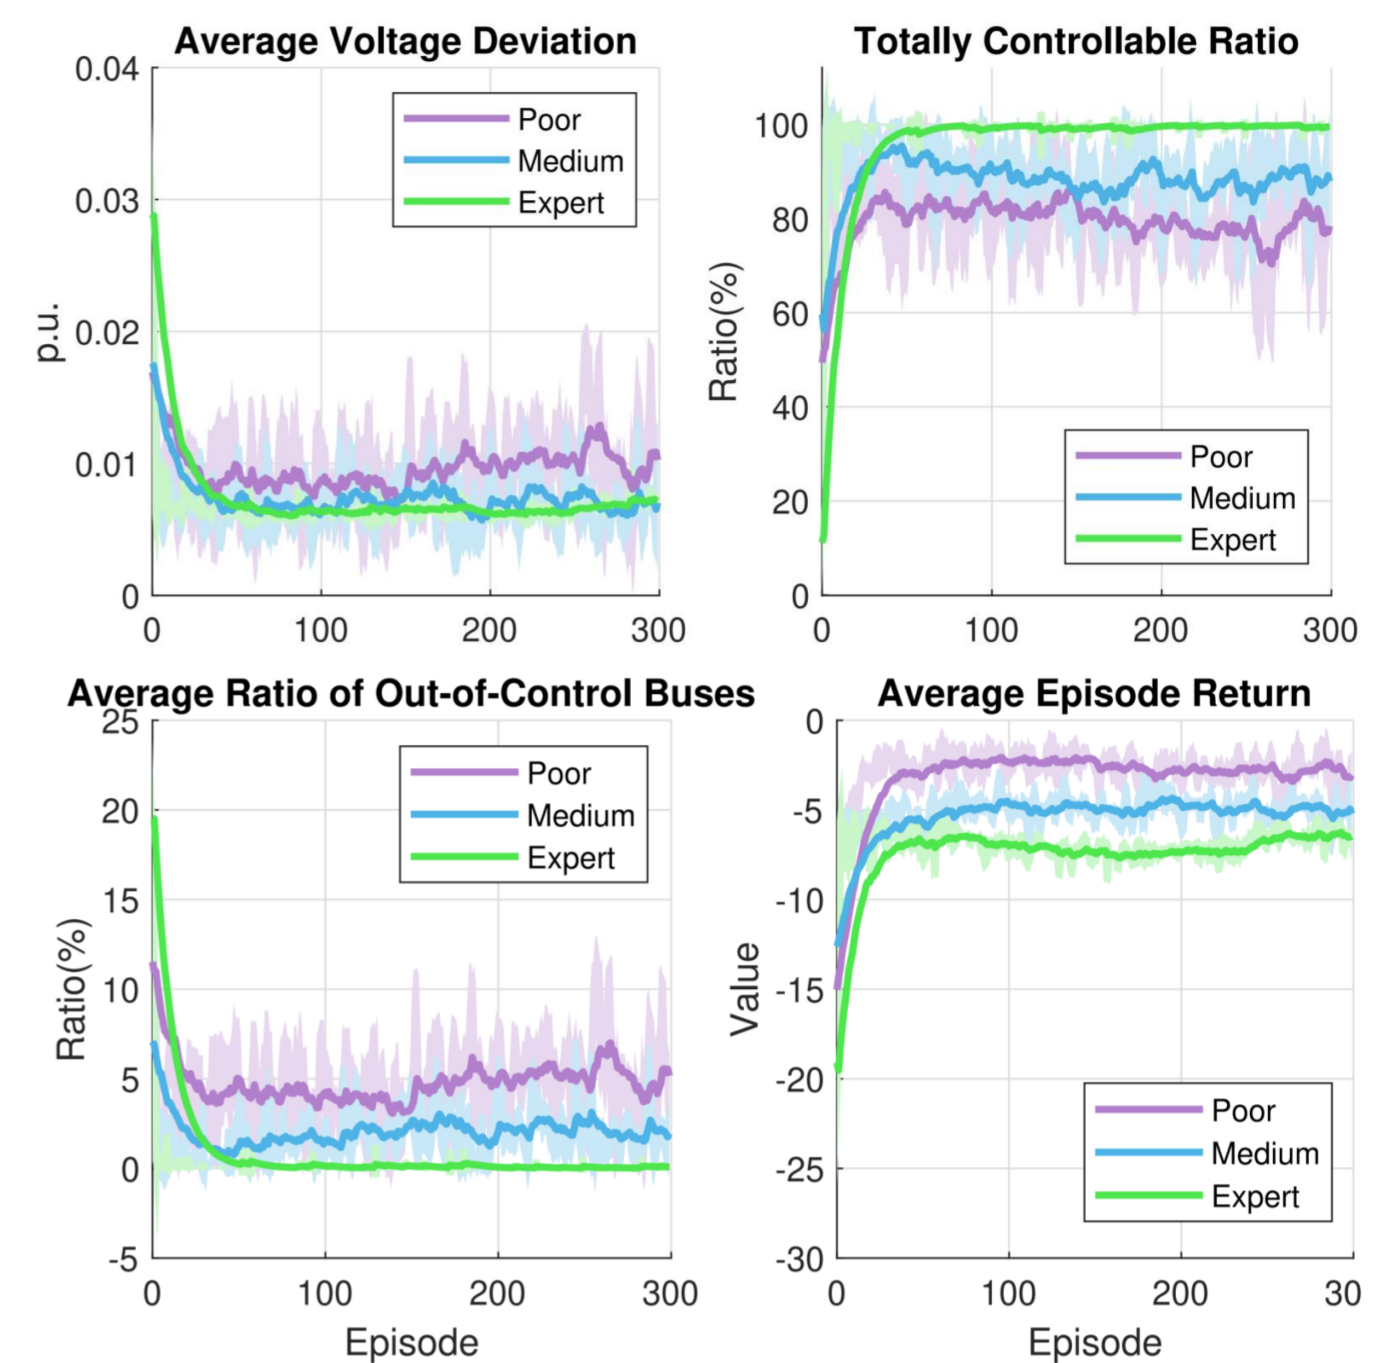 Average Voltage Deviation
0.04
0.03
0.02
0.01
0
p.u.
Poor
Medium
Expert
0 100 200 300
Totally Controllable Ratio
100
80
60
40
20
0
Ratio(%)
Poor
Medium
Expert
0 100 200 300
Average Ratio of Out-of-Control Buses
25
20
15
10
5
0
-5
Ratio(%)
Poor
Medium
Expert
0 100 200 300
Episode
Average Episode Return
0
-5
-10
-15
-20
-25
-30
Value
Poor
Medium
Expert
0 100 200 30
Episode